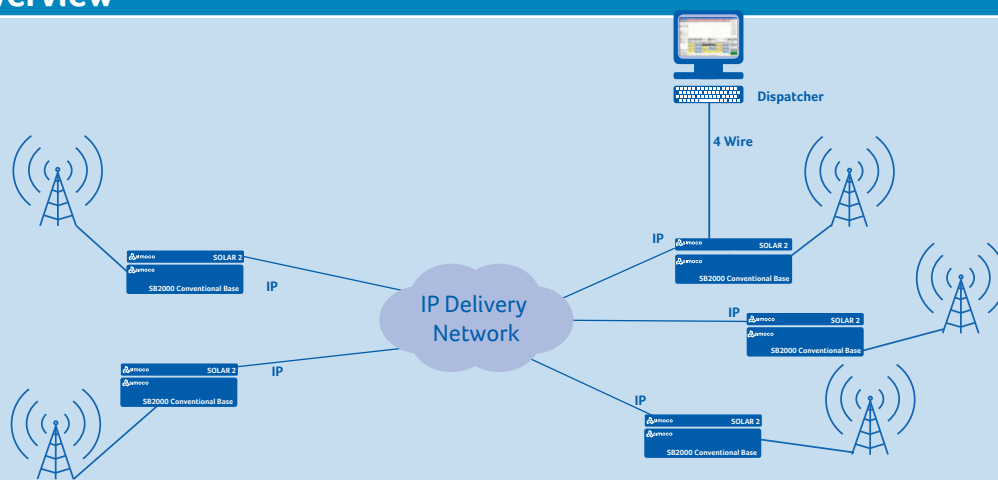 Dispatcher
4 Wire
IP
SOLAR 2
SB2000 Conventional Base
SOLAR 2
SB2000 Conventional Base
IP
IP Delivery
Network
IP
SOLAR 2
SB2000 Conventional Base
SOLAR 2
SB2000 Conventional Base
IP
IP
SOLAR 2
SB2000 Conventional Base